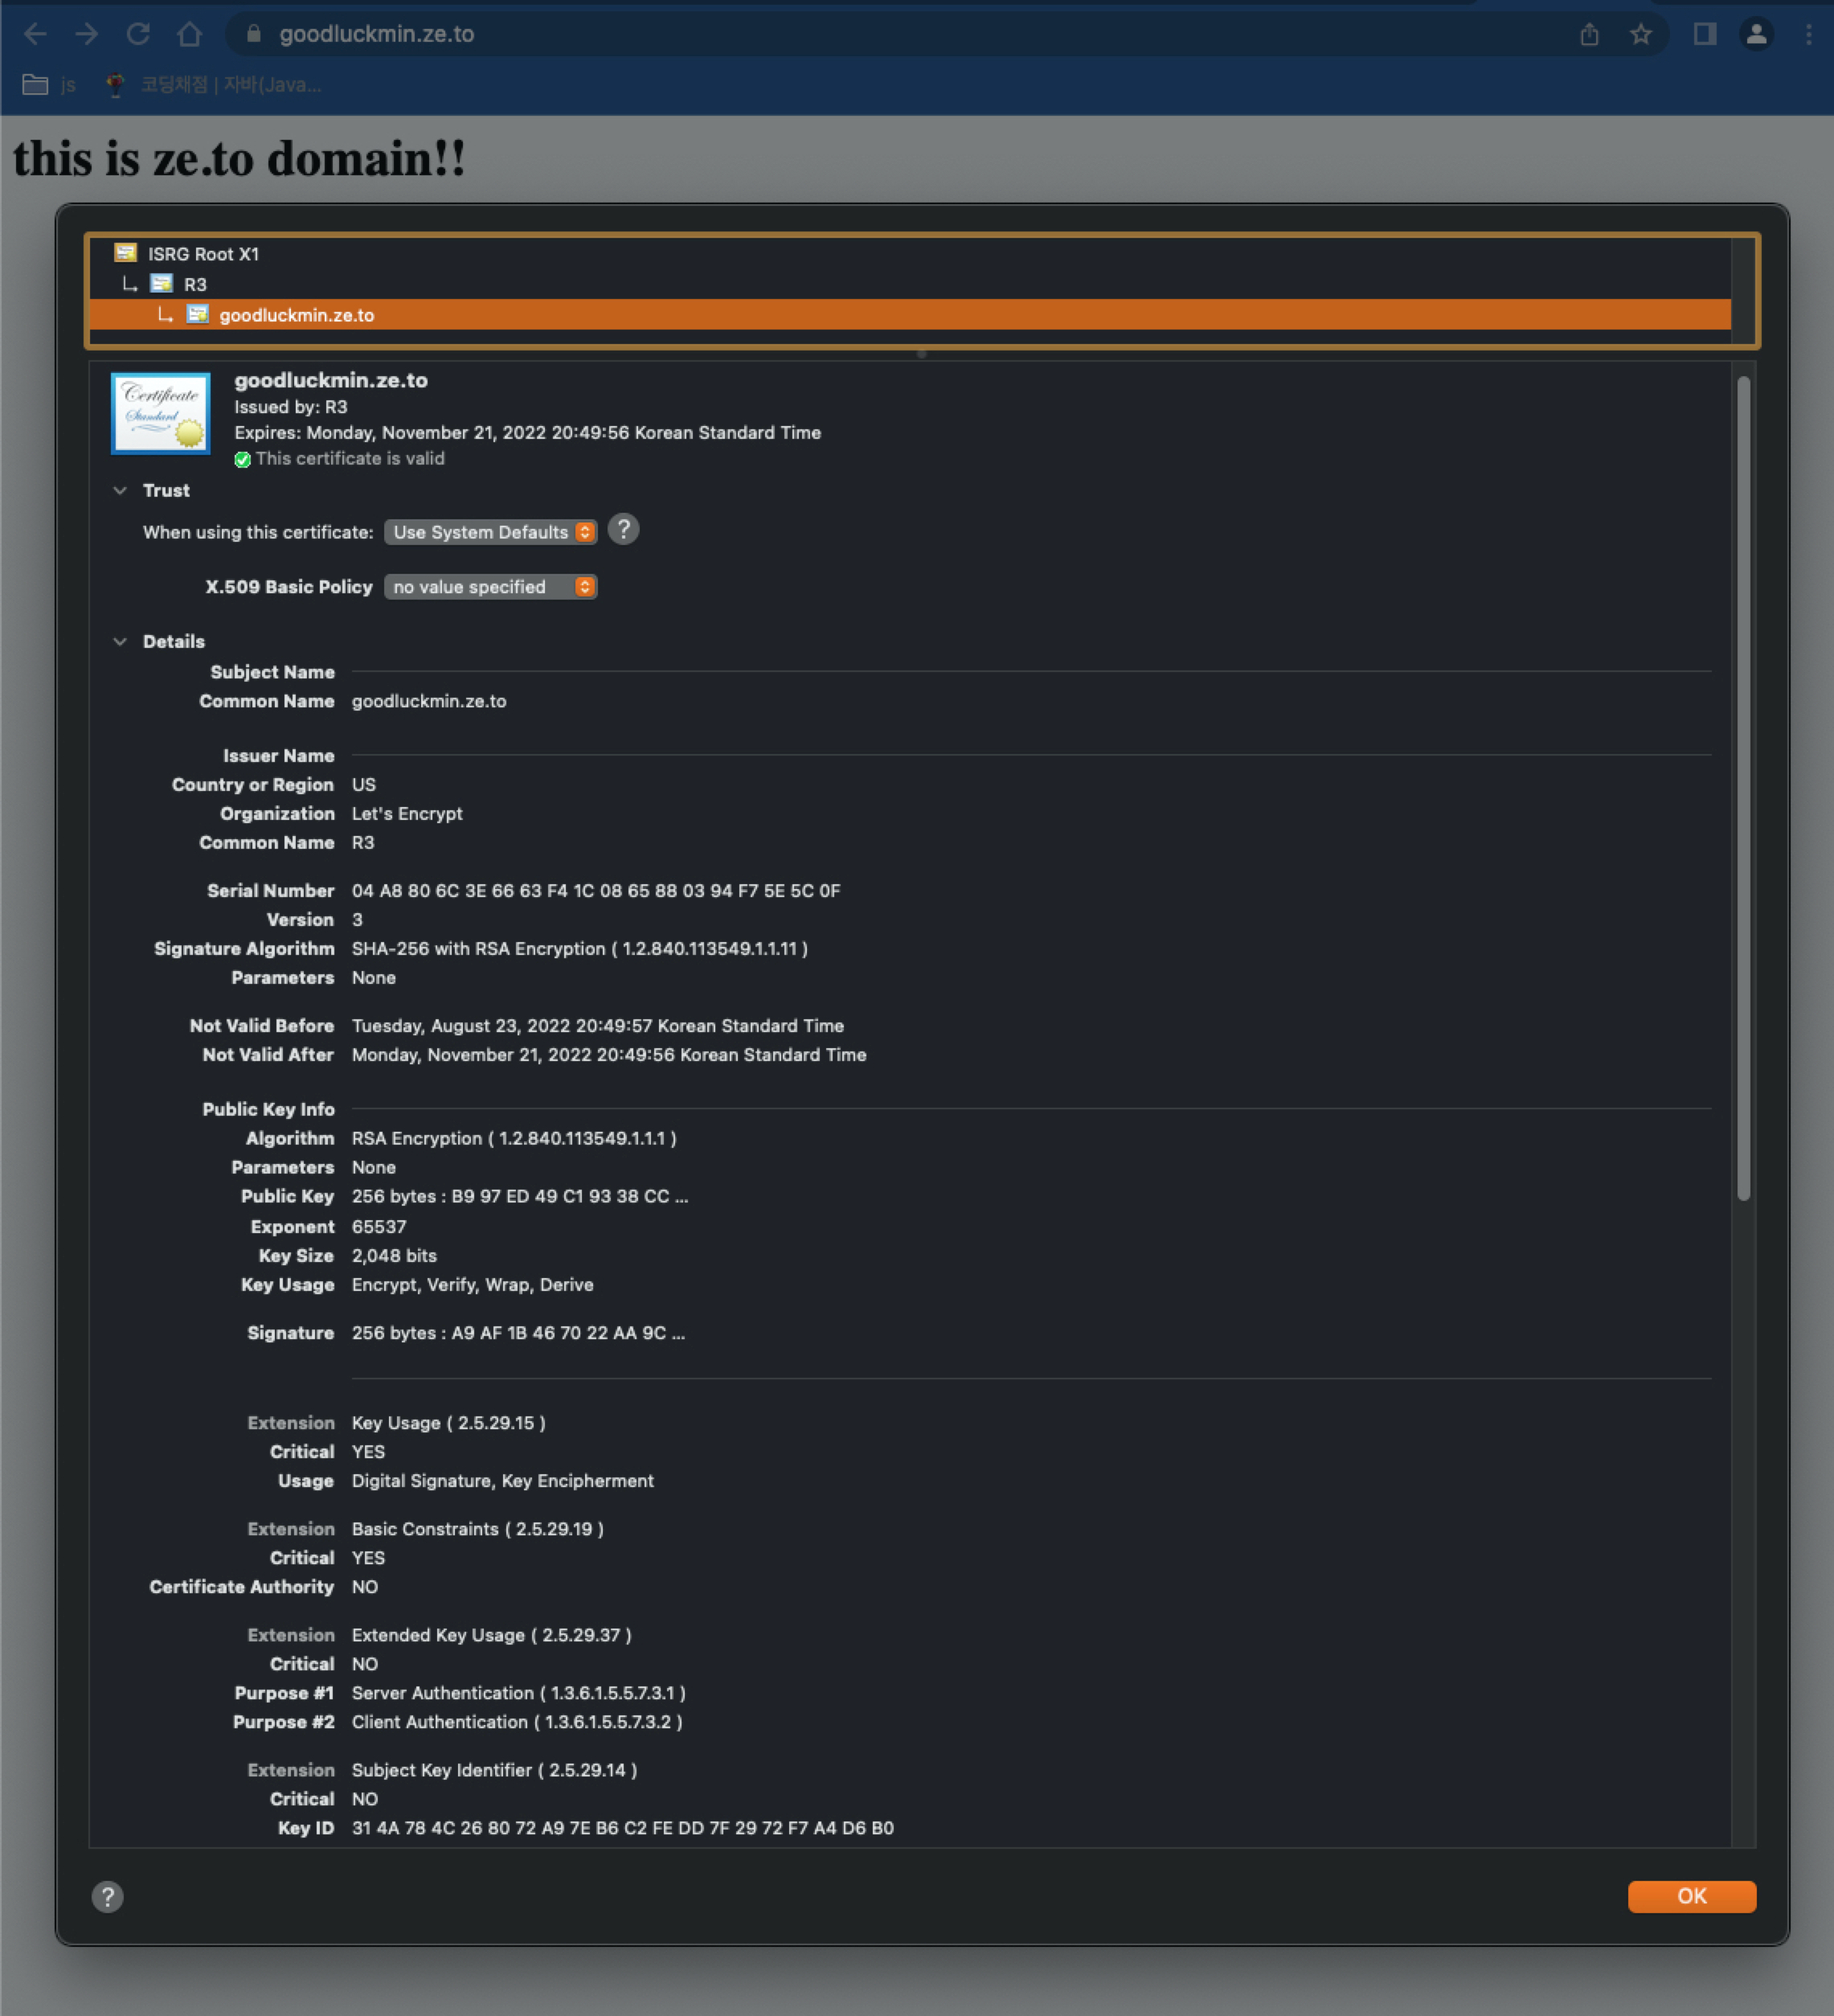 goodluckmin.ze.to
js 코딩채점 | 자바(Java...
this is ze.to domain!!
ISRG Root X1
R3
goodluckmin.ze.to
Certificate
Standard
goodluckmin.ze.to
Issued by: R3
Expires: Monday, November 21, 2022 20:49:56 Korean Standard Time
This certificate is valid
Trust
When using this certificate: Use System Defaults ?
X.509 Basic Policy no value specified
Details
Subject Name
Common Name goodluckmin.ze.to
Issuer Name
Country or Region US
Organization Let's Encrypt
Common Name R3
Serial Number 04 A8 80 6C 3E 66 63 F4 1C 08 65 88 03 94 F7 5E 5C 0F
Version 3
Signature Algorithm SHA-256 with RSA Encryption ( 1.2.840.113549.1.1.11 )
Parameters None
Not Valid Before Tuesday, August 23, 2022 20:49:57 Korean Standard Time
Not Valid After Monday, November 21, 2022 20:49:56 Korean Standard Time
Public Key Info
Algorithm RSA Encryption ( 1.2.840.113549.1.1.1 )
Parameters None
Public Key 256 bytes : B9 97 ED 49 C1 93 38 CC ...
Exponent 65537
Key Size 2,048 bits
Key Usage Encrypt, Verify, Wrap, Derive
Signature 256 bytes : A9 AF 1B 46 70 22 AA 9C ...
Extension Key Usage ( 2.5.29.15 )
Critical YES
Usage Digital Signature, Key Encipherment
Extension Basic Constraints ( 2.5.29.19 )
Critical YES
Certificate Authority NO
Extension Extended Key Usage ( 2.5.29.37 )
Critical NO
Purpose #1 Server Authentication ( 1.3.6.1.5.5.7.3.1 )
Purpose #2 Client Authentication ( 1.3.6.1.5.5.7.3.2 )
Extension Subject Key Identifier ( 2.5.29.14 )
Critical NO
Key ID 31 4A 78 4C 26 80 72 A9 7E B6 C2 FE DD 7F 29 72 F7 A4 D6 B0
? OK